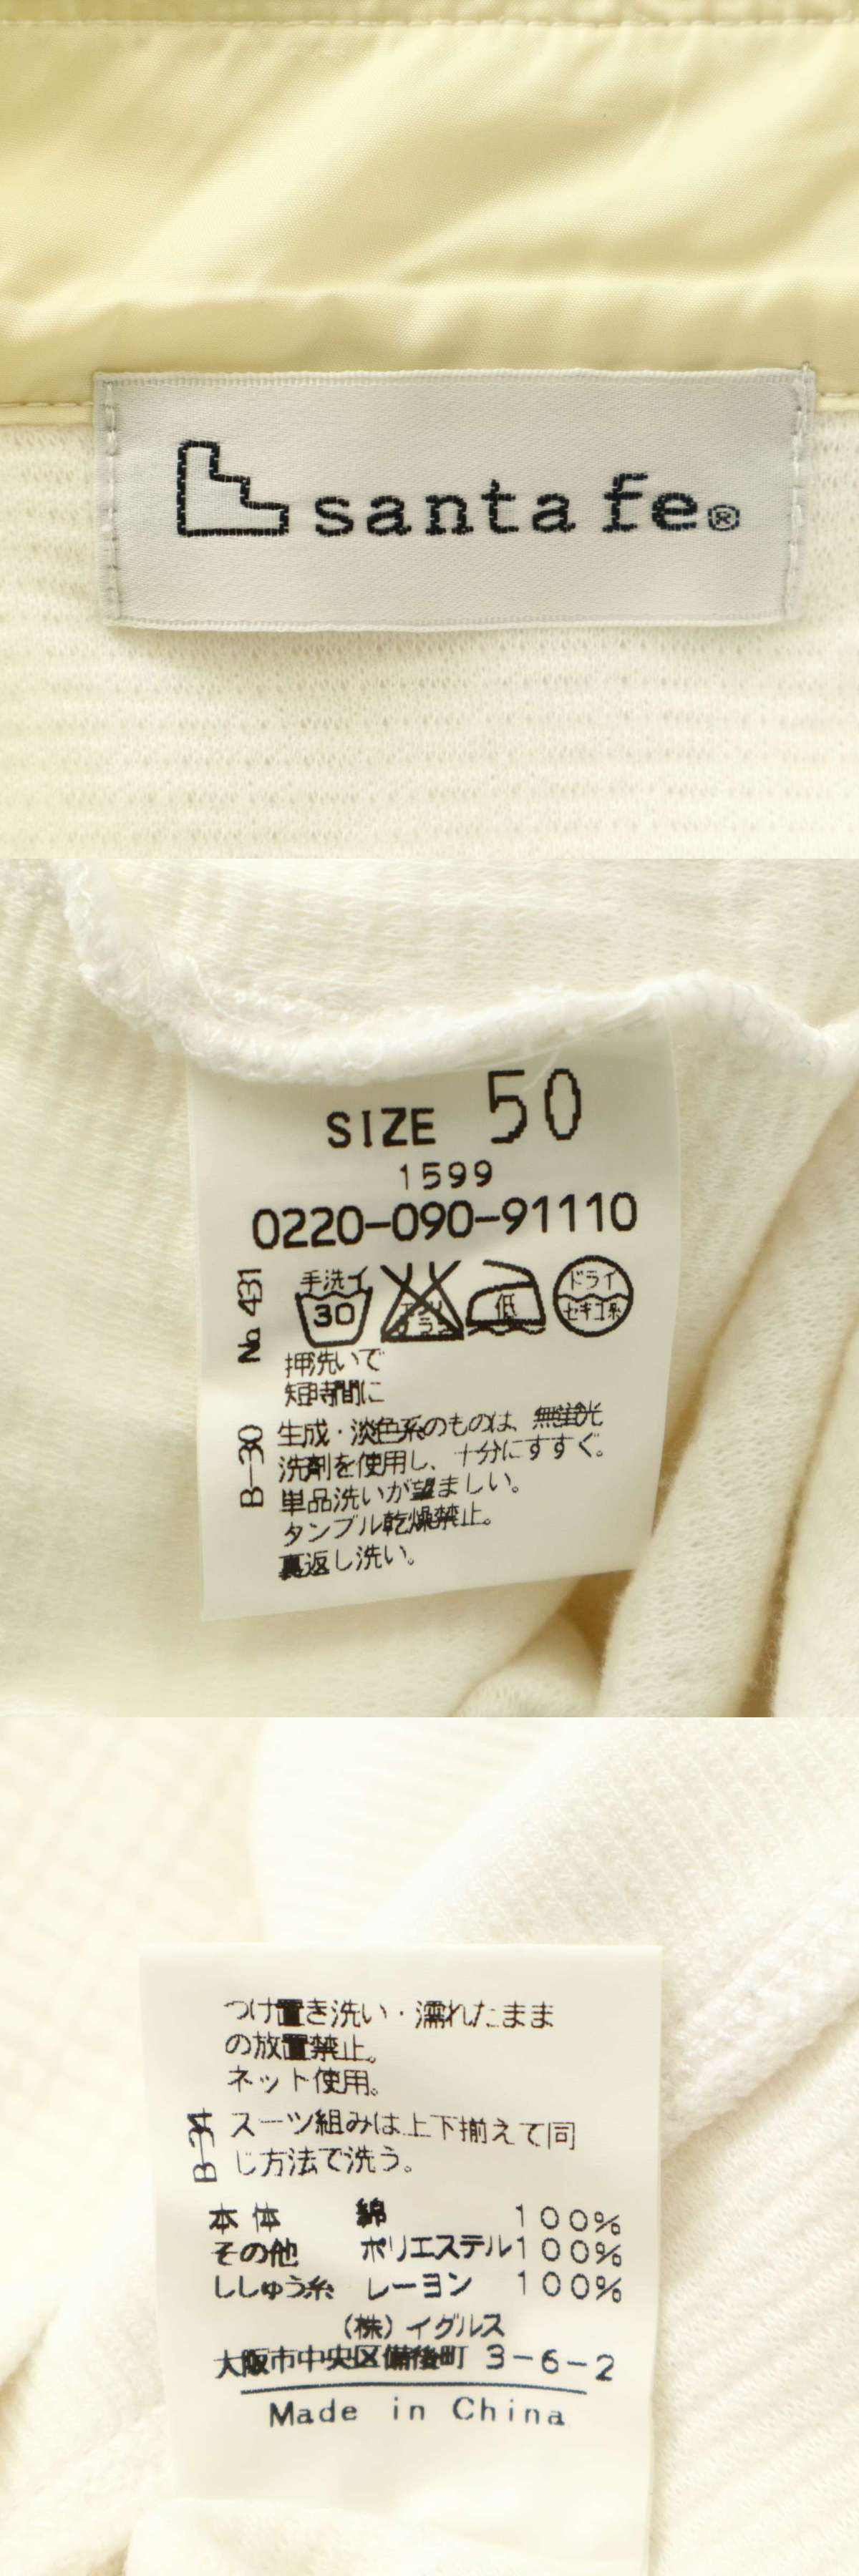 santa fe®
SIZE 50
1599
0220-090-91110
手洗イ
30
エンソ
サラシ
低
ドライ
セキユ系
No 431
押洗いで
短時間に
B-30
生成・淡色系のものは、無蛍光
洗剤を使用し、十分にすすぐ。
単品洗いが望ましい。
タンブル乾燥禁止。
裏返し洗い。
つけ置き洗い・濡れたまま
の放置禁止。
ネット使用。
B-34
スーツ組みは上下揃えて同
じ方法で洗う。
本体 綿 100%
その他 ポリエステル100%
ししゅう糸 レーヨン 100%
(株)イグルス
大阪市中央区備後町 3-6-2
Made in China